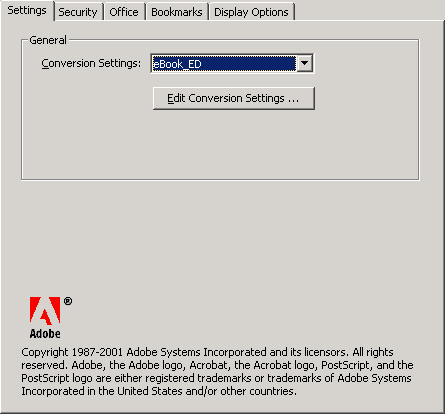 Settings Security Office Bookmarks Display Options
General
Conversion Settings: eBook_ED
Edit Conversion Settings ...
®
Adobe
Copyright 1987-2001 Adobe Systems Incorporated and its licensors. All rights
reserved. Adobe, the Adobe logo, Acrobat, the Acrobat logo, PostScript, and the
PostScript logo are either registered trademarks or trademarks of Adobe Systems
Incorporated in the United States and/or other countries.